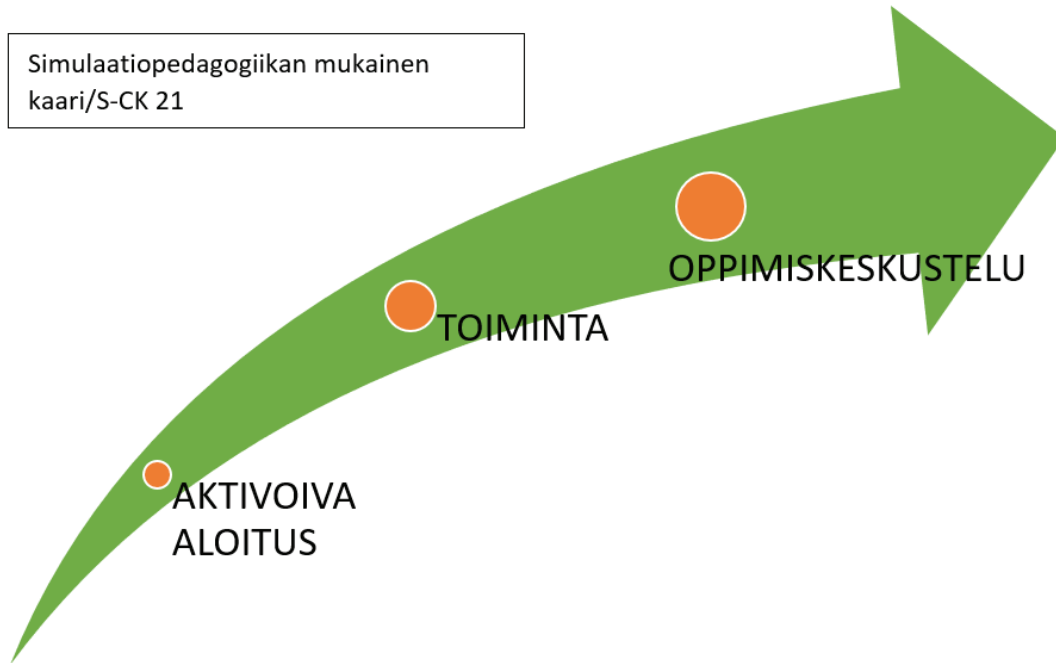 Simulaatiopedagogiikan mukainen
kaari/S-CK 21
OPPIMISKESKUSTELU
TOIMINTA
AKTIVOIVA
ALOITUS